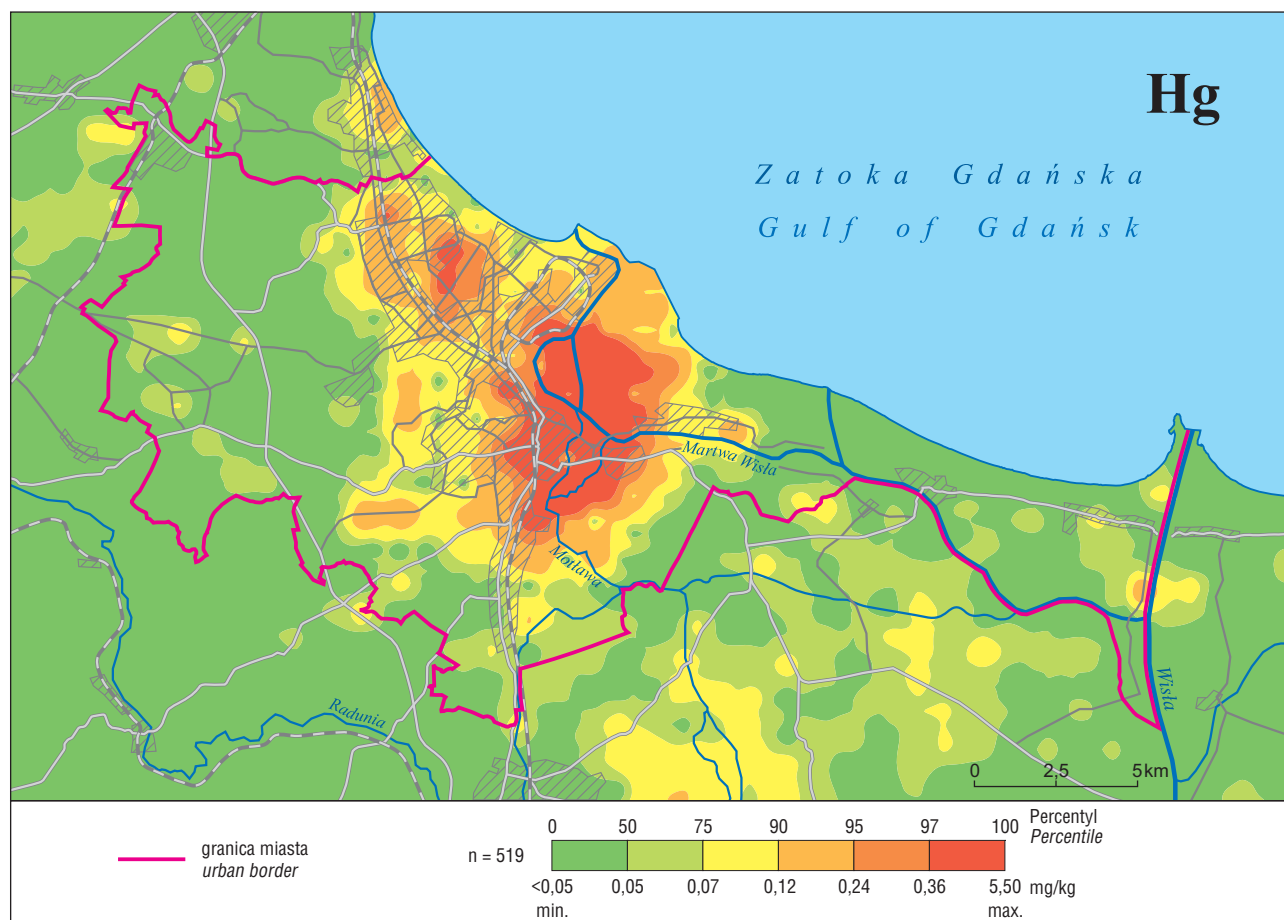 Hg
Zatoka Gdańska
Gulf of Gdańsk
Martwa Wisła
Motława
Wisła
Radunia
0 2,5 5km
granica miasta
urban border
n = 519
0 50 75 90 95 97 100 Percentyl
Percentile
<0,05 0,05 0,07 0,12 0,24 0,36 5,50 mg/kg
min. max.